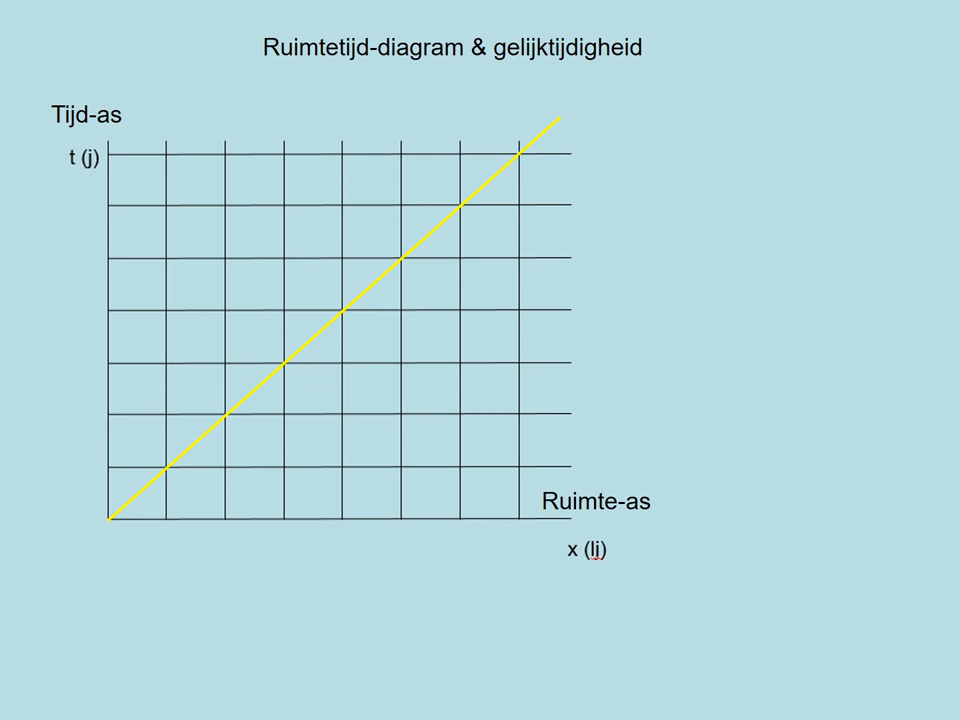 Ruimtetijd-diagram & gelijktijdigheid
Tijd-as
t (j)
Ruimte-as
x (lj)